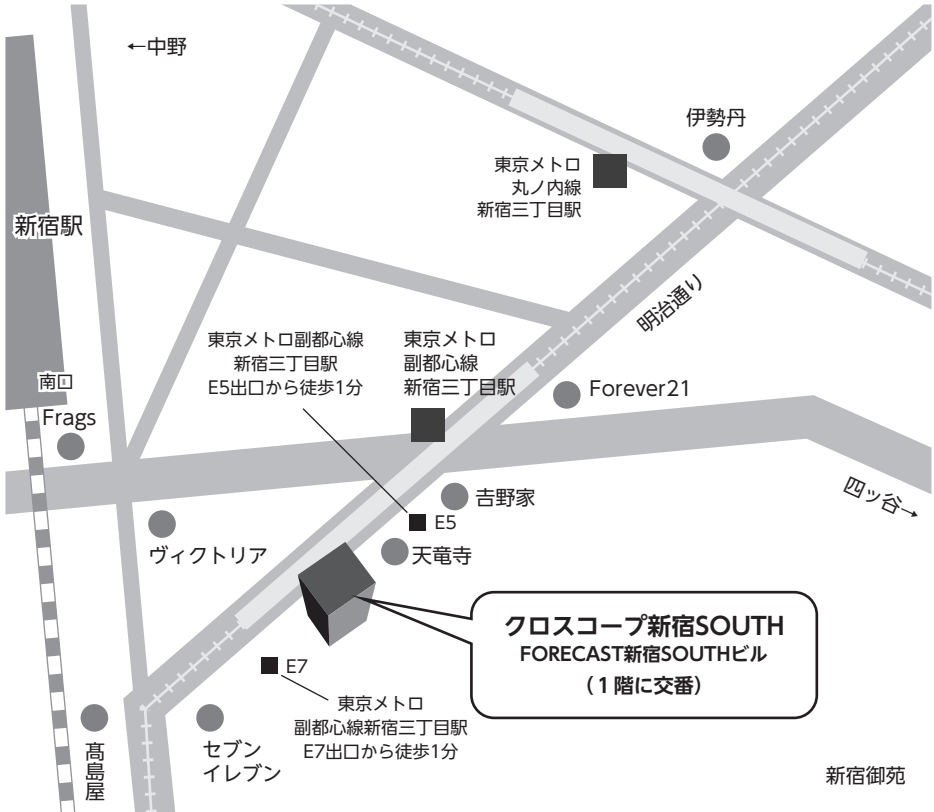 ←中野
伊勢丹
東京メトロ
丸ノ内線
新宿三丁目駅
新宿駅
明治通り
東京メトロ副都心線
新宿三丁目駅
E5出口から徒歩1分
東京メトロ
副都心線
新宿三丁目駅
南口
Frags
Forever21
四ッ谷→
吉野家
E5
ヴィクトリア
天竜寺
クロスコープ新宿SOUTH
FORECAST新宿SOUTHビル
（1階に交番）
E7
東京メトロ
副都心線新宿三丁目駅
E7出口から徒歩1分
髙島屋
セブン
イレブン
新宿御苑